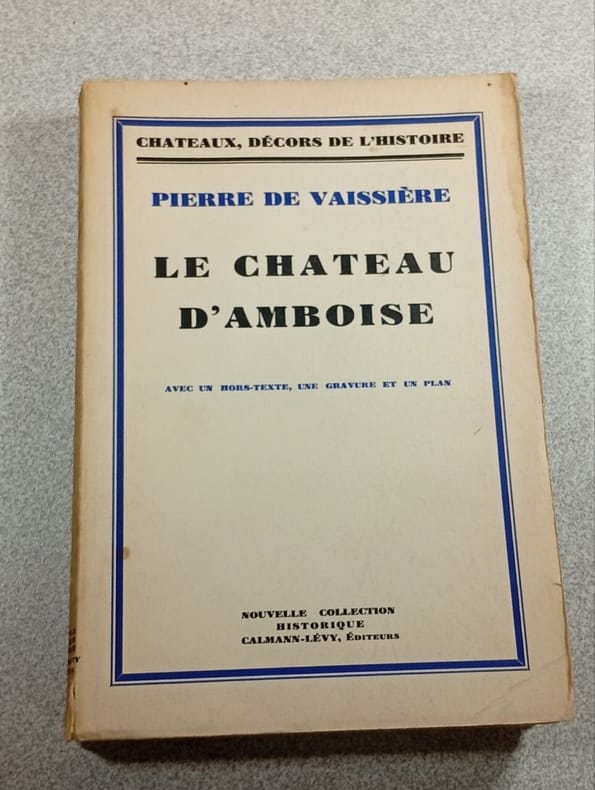 CHATEAUX, DÉCORS DE L'HISTOIRE
PIERRE DE VAISSIÈRE
LE CHATEAU
D'AMBOISE
AVEC UN HORS-TEXTE, UNE GRAVURE ET UN PLAN
NOUVELLE COLLECTION
HISTORIQUE
CALMANN-LÉVY, ÉDITEURS